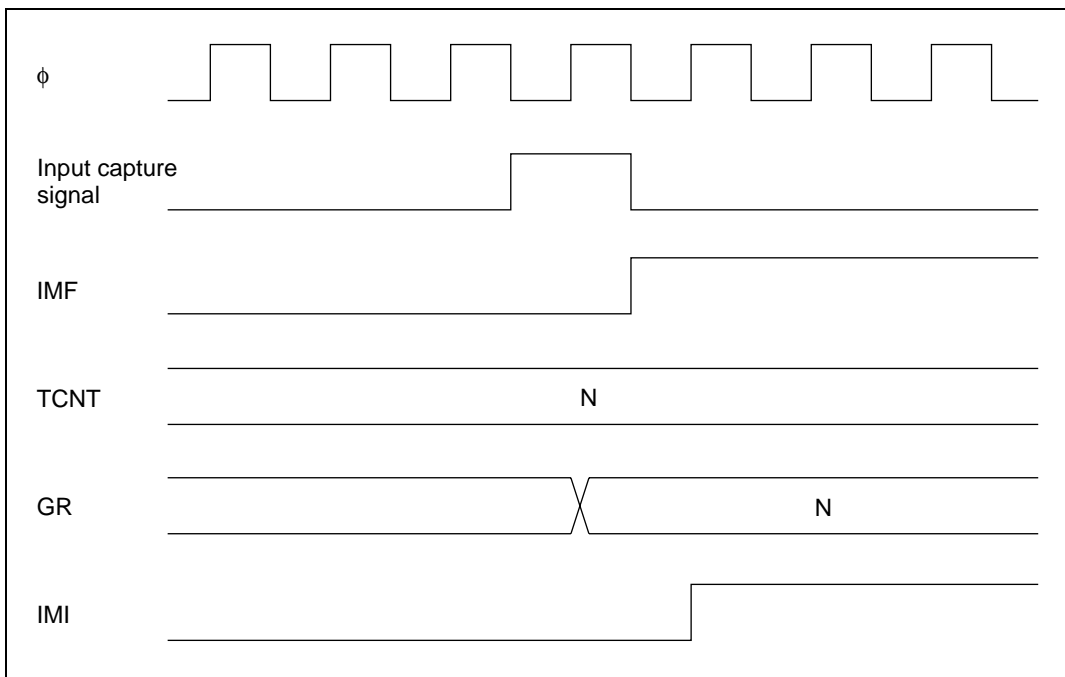 ϕ
Input capture
signal
IMF
TCNT
N
GR
N
IMI